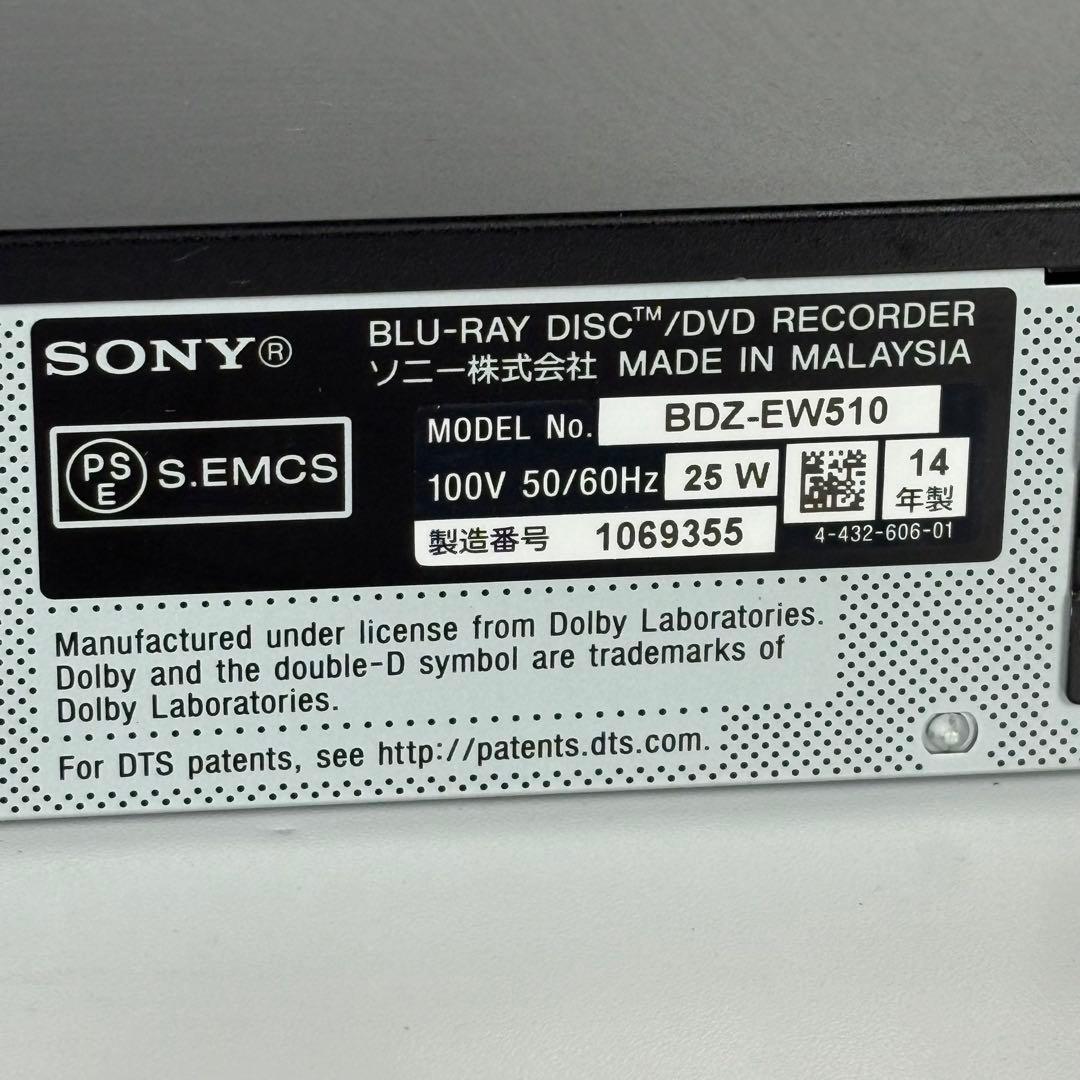 SONY®
BLU-RAY DISC™/DVD RECORDER
ソニー株式会社 MADE IN MALAYSIA
MODEL No. BDZ-EW510
PS
E
S.EMCS
100V 50/60Hz 25 W
14
年製
製造番号 1069355
4-432-606-01
Manufactured under license from Dolby Laboratories.
Dolby and the double-D symbol are trademarks of
Dolby Laboratories.
For DTS patents, see http://patents.dts.com.